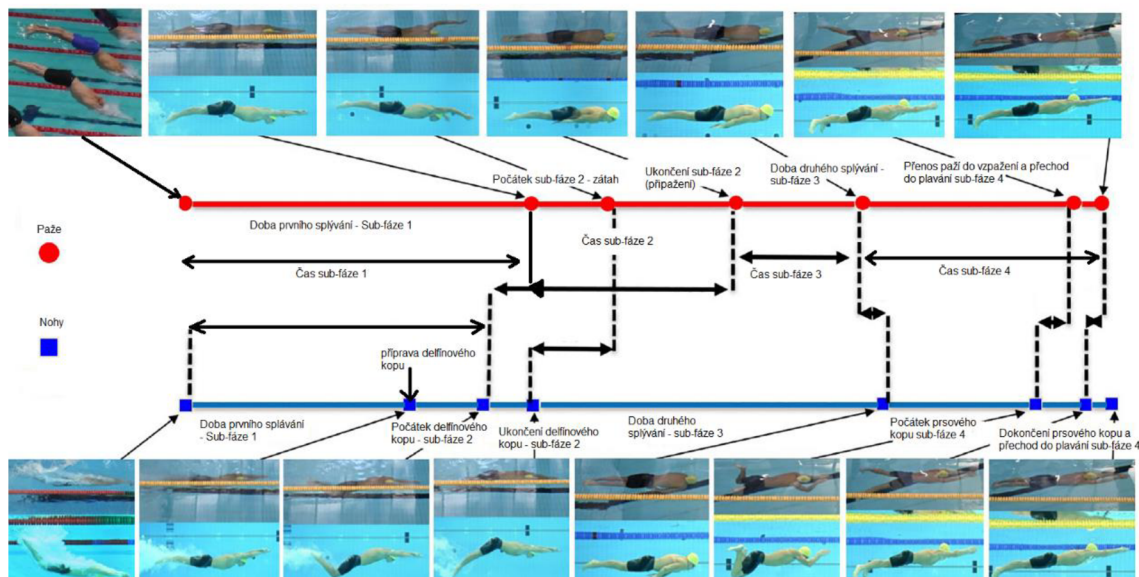 Počátek sub-fáze 2 - zátah
Ukončení sub-fáze 2
(připažení)
Doba druhého splývání -
sub-fáze 3
Přenos paží do vzpažení a přechod
do plavání sub-fáze 4
Paže
Doba prvního splývání - Sub-fáze 1
Čas sub-fáze 1
Čas sub-fáze 2
Čas sub-fáze 3
Čas sub-fáze 4
Nohy
příprava delfínového
kopu
Doba prvního splávání
- Sub-fáze 1
Počátek delfínového
kopu - sub-fáze 2
Ukončení delfínového
kopu - sub-fáze 2
Doba druhého
splývání - sub-fáze 3
Počátek prsového
kopu sub-fáze 4
Dokončení prsového kopu a
přechod do plavání sub-fáze 4